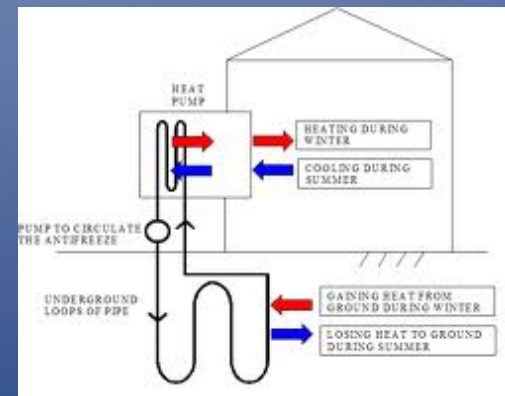 HEAT
PUMP
HEATING DURING
WINTER
COOLING DURING
SUMMER
PUMP TO CIRCULATE
THE ANTIFREEZE
UNDERGROUND
LOOPS OF PIPE
GAINING HEAT FROM
GROUND DURING WINTER
LOSING HEAT TO GROUND
DURING SUMMER